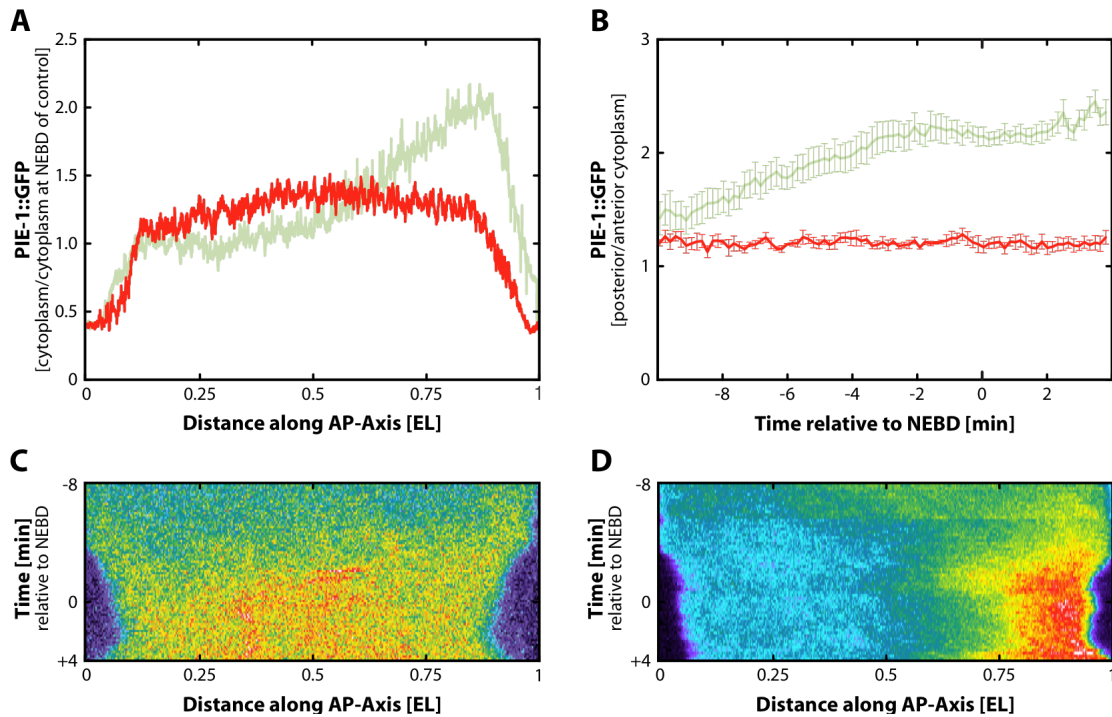 A
PIE-1::GFP
[cytoplasm/cytoplasm at NEBD of control]
2.5
2.0
1.5
1.0
0.5
0
0
0.25
0.5
0.75
1
Distance along AP-Axis [EL]
B
PIE-1::GFP
[posterior/anterior cytoplasm]
3
2
1
0
-8
-6
-4
-2
0
2
Time relative to NEBD [min]
C
Time [min]
relative to NEBD
-8
0
+4
0
0.25
0.5
0.75
1
Distance along AP-Axis [EL]
D
Time [min]
relative to NEBD
-8
0
+4
0
0.25
0.5
0.75
1
Distance along AP-Axis [EL]